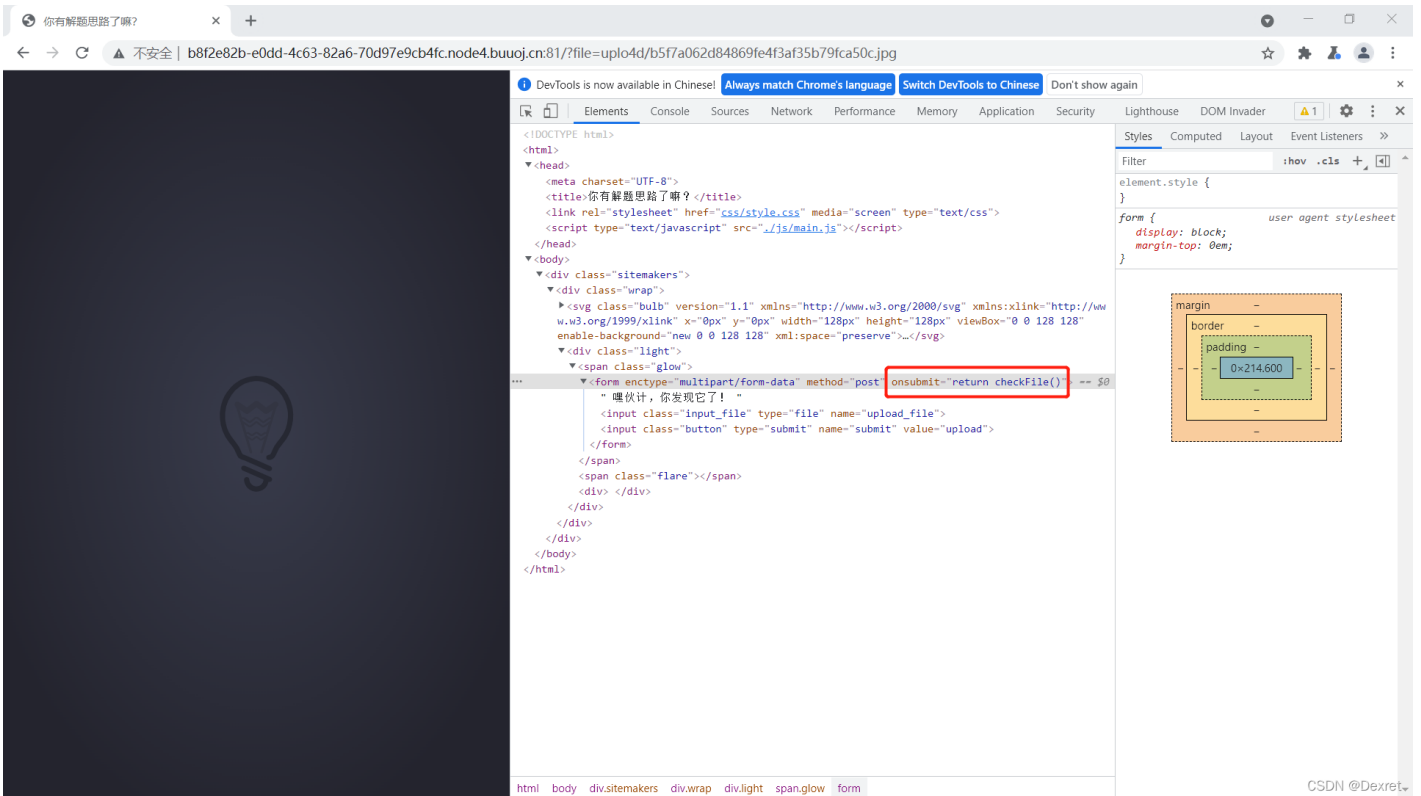 你有解题思路了嘛?
不安全 | b8f2e82b-e0dd-4c63-82a6-70d97e9cb4fc.node4.buuoj.cn:81/?file=uplo4d/b5f7a062d84869fe4f3af35b79fca50c.jpg
DevTools is now available in Chinese! Always match Chrome's language Switch DevTools to Chinese Don't show again
Elements Console Sources Network Performance Memory Application Security Lighthouse DOM Invader 1
<!DOCTYPE html>
<html>
<head>
<meta charset="UTF-8">
<title>你有解题思路了嘛？</title>
<link rel="stylesheet" href="css/style.css" media="screen" type="text/css">
<script type="text/javascript" src="./js/main.js"></script>
</head>
<body>
<div class="sitemakers">
<div class="wrap">
<svg class="bulb" version="1.1" xmlns="http://www.w3.org/2000/svg" xmlns:xlink="http://ww
w.w3.org/1999/xlink" x="0px" y="0px" width="128px" height="128px" viewBox="0 0 128 128"
enable-background="new 0 0 128 128" xml:space="preserve">…</svg>
<div class="light">
<span class="glow">
<form enctype="multipart/form-data" method="post" onsubmit="return checkFile()"> == $0
" 嘿伙计，你发现它了！ "
<input class="input_file" type="file" name="upload_file">
<input class="button" type="submit" name="submit" value="upload">
</form>
</span>
<span class="flare"></span>
<div> </div>
</div>
</div>
</div>
</body>
</html>
html body div.sitemakers div.wrap div.light span.glow form
Styles Computed Layout Event Listeners »
Filter :hov .cls +
element.style {
}
form { user agent stylesheet
display: block;
margin-top: 0em;
}
margin –
border –
padding –
– – – 0×214.600 – – –
–
–
–
CSDN @Dexret